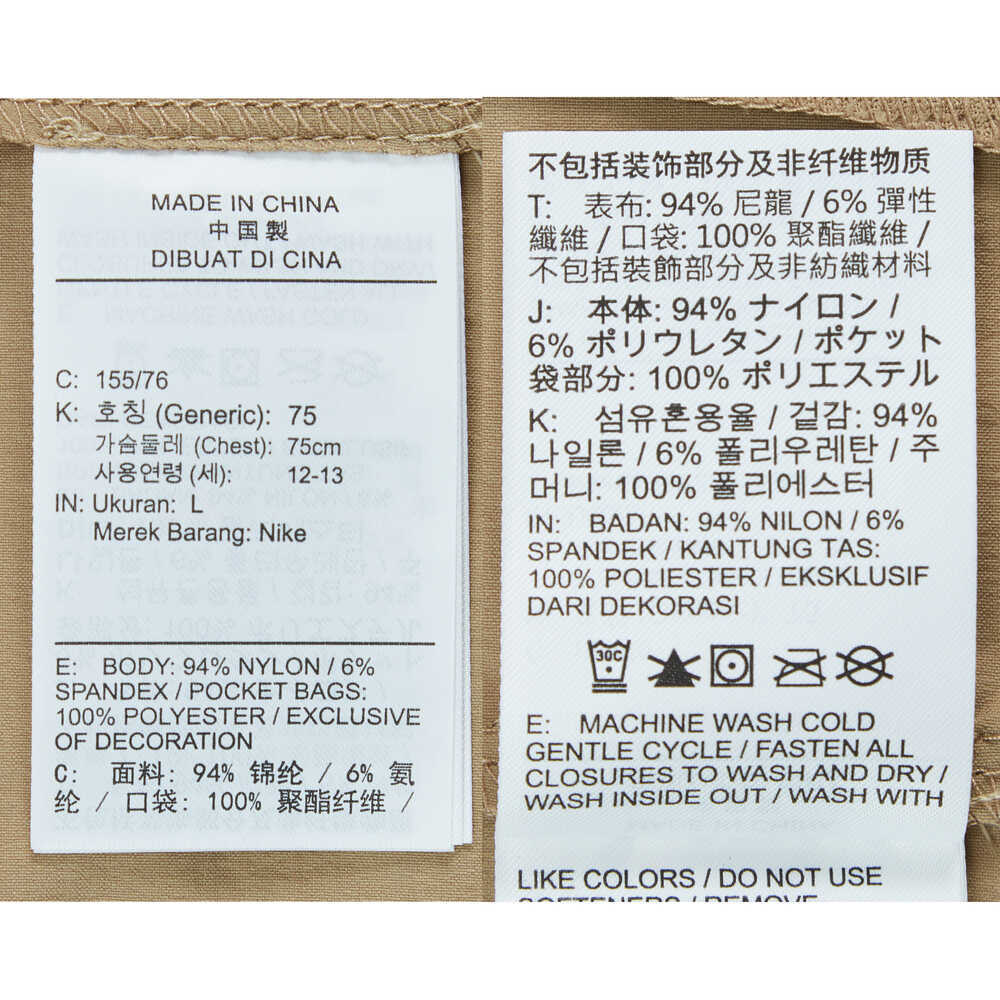 MADE IN CHINA
中国製
DIBUAT DI CINA
C: 155/76
K: 호칭 (Generic): 75
가슴둘레 (Chest): 75cm
사용연령 (세): 12-13
IN: Ukuran: L
Merek Barang: Nike
E: BODY: 94% NYLON / 6%
SPANDEX / POCKET BAGS:
100% POLYESTER / EXCLUSIVE
OF DECORATION
C: 面料: 94% 锦纶 / 6% 氨
纶 / 口袋: 100% 聚酯纤维 /
不包括装饰部分及非纤维物质
T: 表布: 94% 尼龍 / 6% 彈性
纖維 / 口袋: 100% 聚酯纖維 /
不包括裝飾部分及非紡織材料
J: 本体: 94% ナイロン /
6% ポリウレタン / ポケット
袋部分: 100% ポリエステル
K: 섬유혼용율 / 겉감: 94%
나일론 / 6% 폴리우레탄 / 주
머니: 100% 폴리에스터
IN: BADAN: 94% NILON / 6%
SPANDEK / KANTUNG TAS:
100% POLIESTER / EKSKLUSIF
DARI DEKORASI
30C
E: MACHINE WASH COLD
GENTLE CYCLE / FASTEN ALL
CLOSURES TO WASH AND DRY /
WASH INSIDE OUT / WASH WITH
LIKE COLORS / DO NOT USE
SOFTENERS / REMOVE